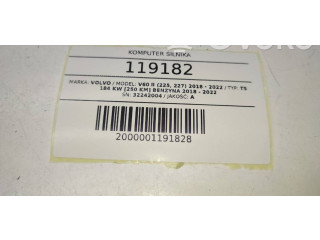 KOMPUTER SILNIKA
119182
MARKA: VOLVO / MODEL: V60 II (225, 227) 2018 - 2022 / TYP: T5
184 KW [250 KM] BENZYNA 2018 - 2022
SN: 32242004 / JAKOŚĆ: A
2000001191828